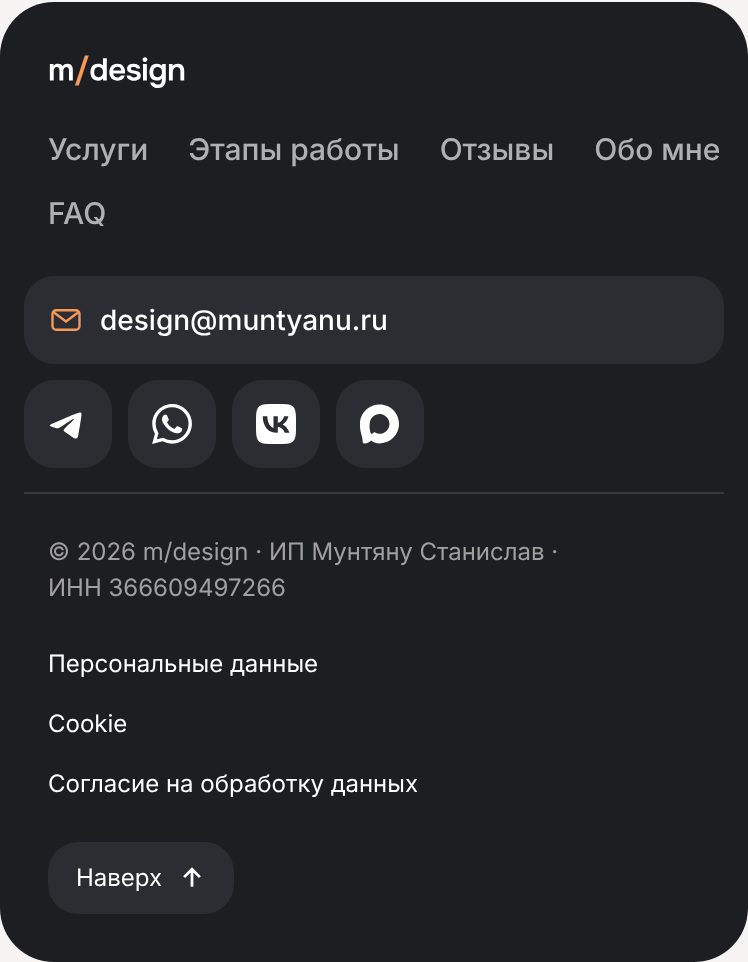 m/design
Услуги Этапы работы Отзывы Обо мне
FAQ
design@muntyanu.ru
© 2026 m/design · ИП Мунтяну Станислав ·
ИНН 366609497266
Персональные данные
Cookie
Согласие на обработку данных
Наверх ↑